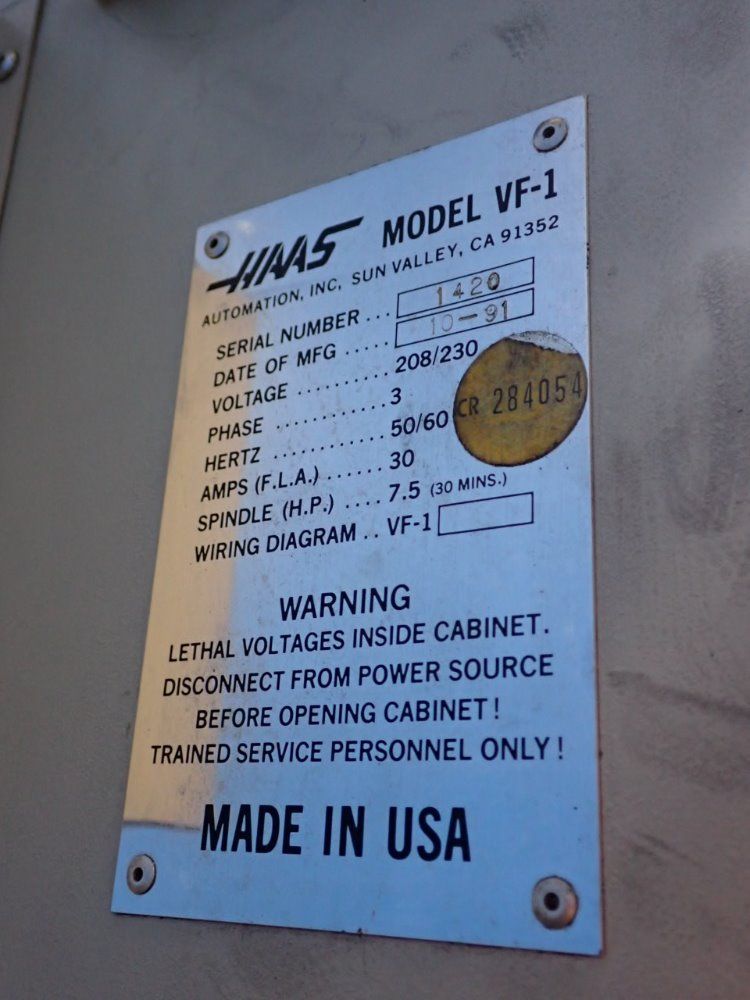 HAAS MODEL VF-1
AUTOMATION, INC, SUN VALLEY, CA 91352
SERIAL NUMBER ... 1420
DATE OF MFG ..... 10-91
VOLTAGE .......... 208/230
PHASE ............ 3
HERTZ ............ 50/60
CR 284054
AMPS (F.L.A.) ...... 30
SPINDLE (H.P.) .... 7.5 (30 MINS.)
WIRING DIAGRAM .. VF-1
WARNING
LETHAL VOLTAGES INSIDE CABINET.
DISCONNECT FROM POWER SOURCE
BEFORE OPENING CABINET!
TRAINED SERVICE PERSONNEL ONLY!
MADE IN USA